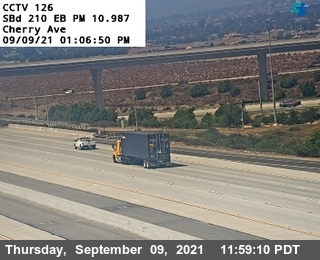 CCTV 126
SBd 210 EB PM 10.987
Cherry Ave
09/09/21 01:06:50 PM
Thursday, September 09, 2021 11:59:10 PDT